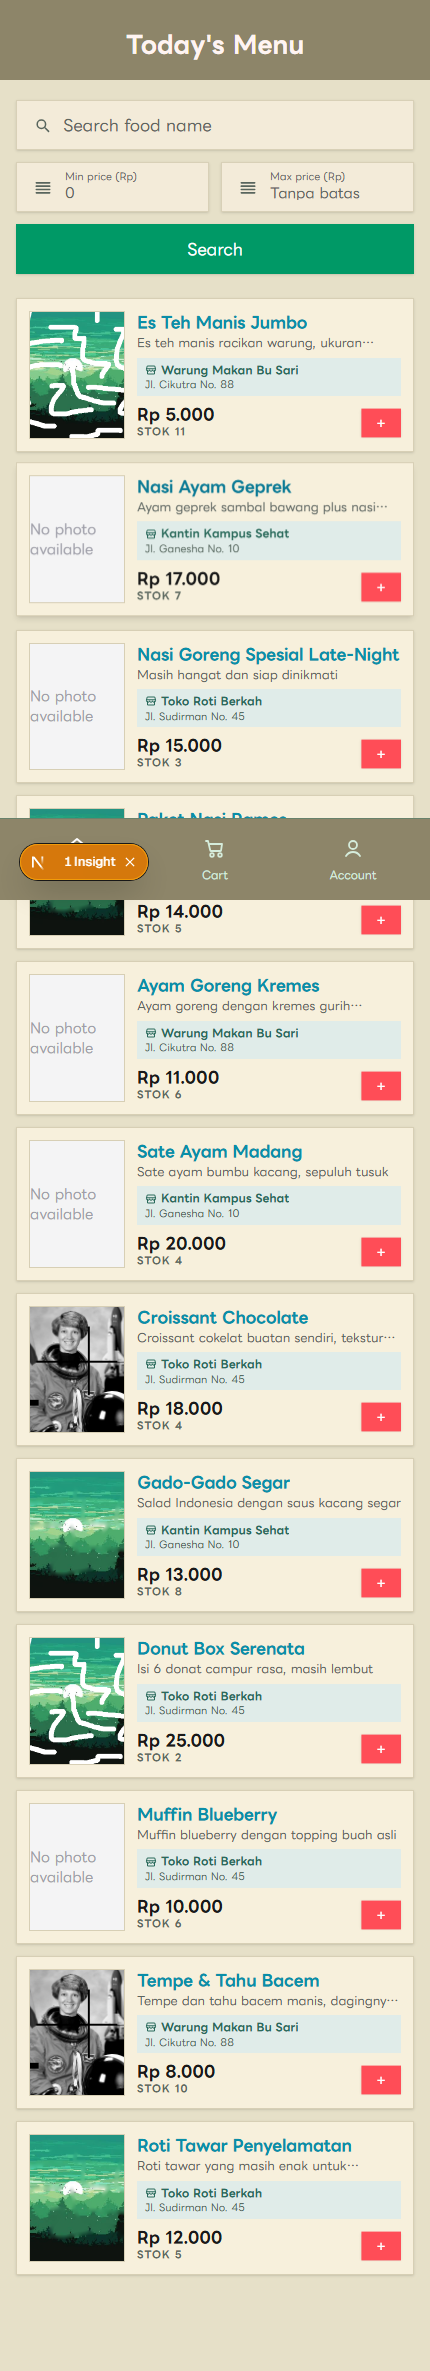 Today's Menu
Search food name
Min price (Rp)
0
Max price (Rp)
Tanpa batas
Search
Es Teh Manis Jumbo
Es teh manis racikan warung, ukuran···
Warung Makan Bu Sari
Jl. Cikutra No. 88
Rp 5.000
STOK 11
+
No photo
available
Nasi Ayam Geprek
Ayam geprek sambal bawang plus nasi···
Kantin Kampus Sehat
Jl. Ganesha No. 10
Rp 17.000
STOK 7
+
No photo
available
Nasi Goreng Spesial Late-Night
Masih hangat dan siap dinikmati
Toko Roti Berkah
Jl. Sudirman No. 45
Rp 15.000
STOK 3
+
Paket Nasi Rames
N
1 Insight ×
Cart
Account
Rp 14.000
STOK 5
+
No photo
available
Ayam Goreng Kremes
Ayam goreng dengan kremes gurih···
Warung Makan Bu Sari
Jl. Cikutra No. 88
Rp 11.000
STOK 6
+
No photo
available
Sate Ayam Madang
Sate ayam bumbu kacang, sepuluh tusuk
Kantin Kampus Sehat
Jl. Ganesha No. 10
Rp 20.000
STOK 4
+
Croissant Chocolate
Croissant cokelat buatan sendiri, tekstur···
Toko Roti Berkah
Jl. Sudirman No. 45
Rp 18.000
STOK 4
+
Gado-Gado Segar
Salad Indonesia dengan saus kacang segar
Kantin Kampus Sehat
Jl. Ganesha No. 10
Rp 13.000
STOK 8
+
Donut Box Serenata
Isi 6 donat campur rasa, masih lembut
Toko Roti Berkah
Jl. Sudirman No. 45
Rp 25.000
STOK 2
+
No photo
available
Muffin Blueberry
Muffin blueberry dengan topping buah asli
Toko Roti Berkah
Jl. Sudirman No. 45
Rp 10.000
STOK 6
+
Tempe & Tahu Bacem
Tempe dan tahu bacem manis, dagingny···
Warung Makan Bu Sari
Jl. Cikutra No. 88
Rp 8.000
STOK 10
+
Roti Tawar Penyelamatan
Roti tawar yang masih enak untuk···
Toko Roti Berkah
Jl. Sudirman No. 45
Rp 12.000
STOK 5
+